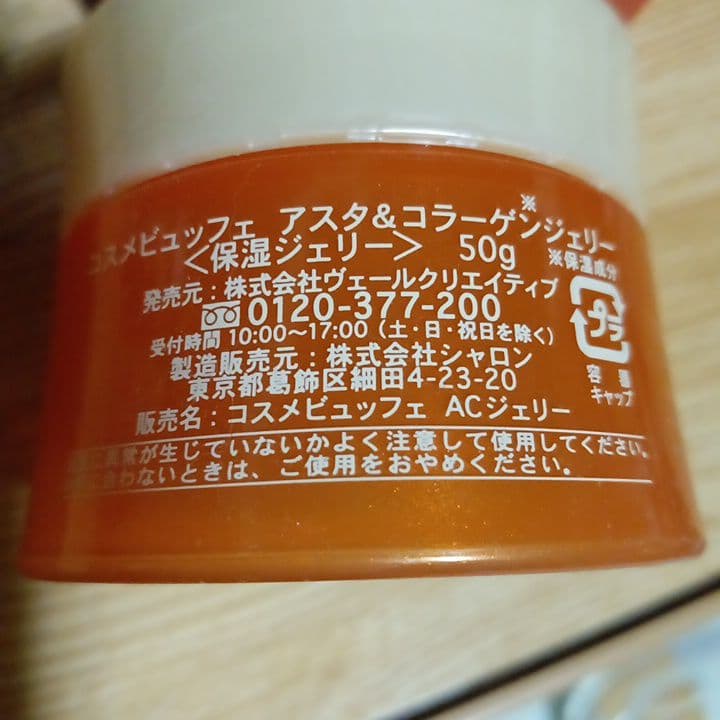 コスメビュッフェ アスタ&コラーゲン※ジェリー
<保湿ジェリー> 50g ※保湿成分
発売元:株式会社ヴェールクリエイティブ
0120-377-200
受付時間 10:00〜17:00(土・日・祝日を除く)
製造販売元:株式会社シャロン
東京都葛飾区細田4-23-20
販売名:コスメビュッフェ ACジェリー
プラ
容器
キャップ
異常が生じていないかよく注意して使用してください。
合わないときは、ご使用をおやめください。